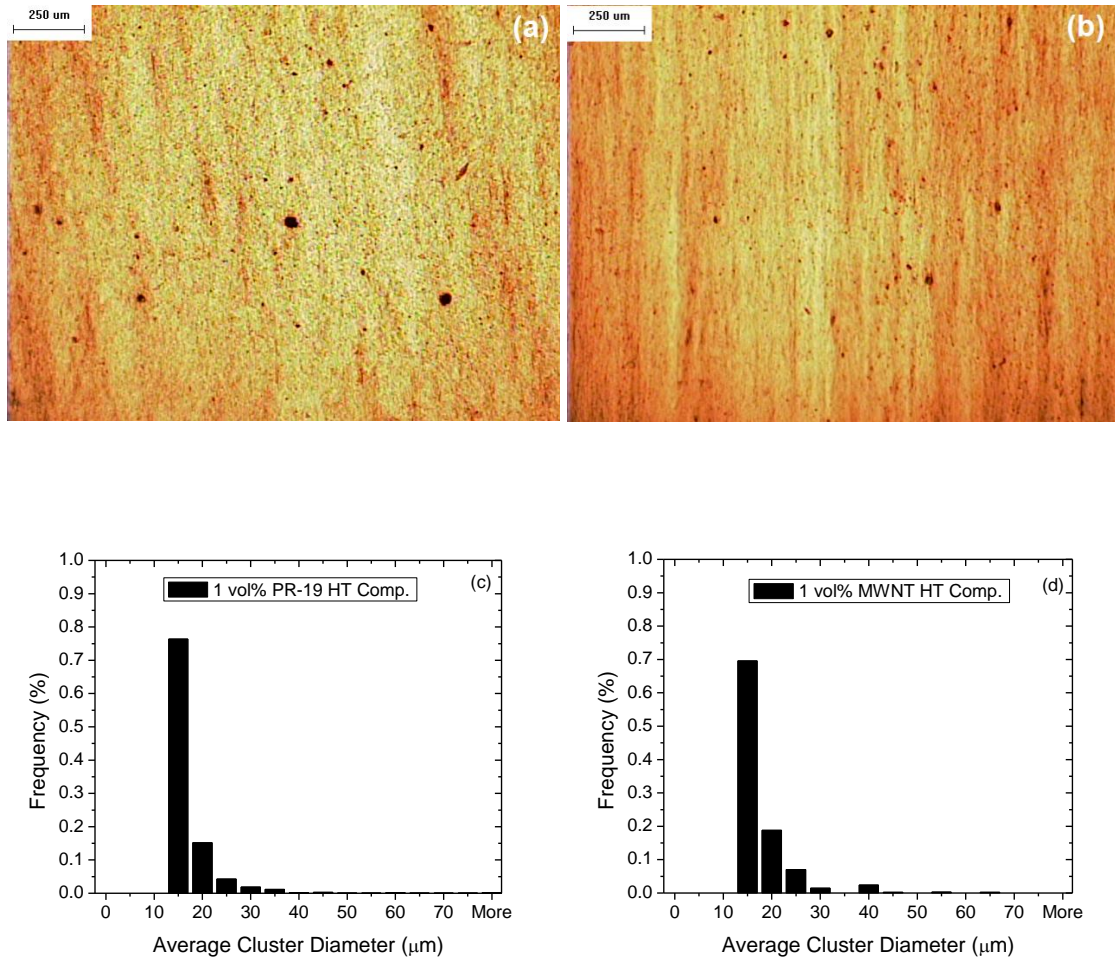 250 um
(a)
250 um
(b)
1.0
0.9
0.8
0.7
0.6
0.5
0.4
0.3
0.2
0.1
0.0
Frequency (%)
1 vol% PR-19 HT Comp.
(c)
0 10 20 30 40 50 60 70 More
Average Cluster Diameter (μm)
1.0
0.9
0.8
0.7
0.6
0.5
0.4
0.3
0.2
0.1
0.0
Frequency (%)
1 vol% MWNT HT Comp.
(d)
0 10 20 30 40 50 60 70 More
Average Cluster Diameter (μm)